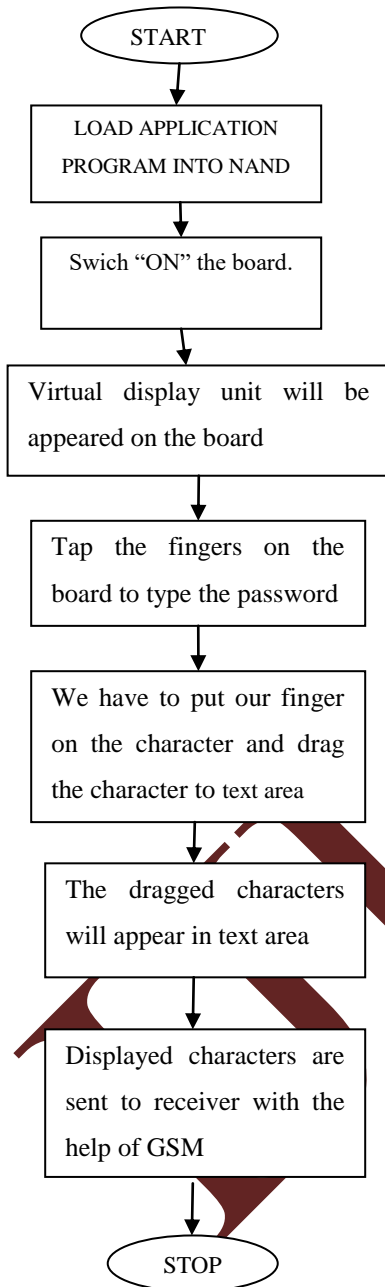 START
LOAD APPLICATION
PROGRAM INTO NAND
Swich “ON” the board.
Virtual display unit will be
appeared on the board
Tap the fingers on the
board to type the password
We have to put our finger
on the character and drag
the character to text area
The dragged characters
will appear in text area
Displayed characters are
sent to receiver with the
help of GSM
STOP